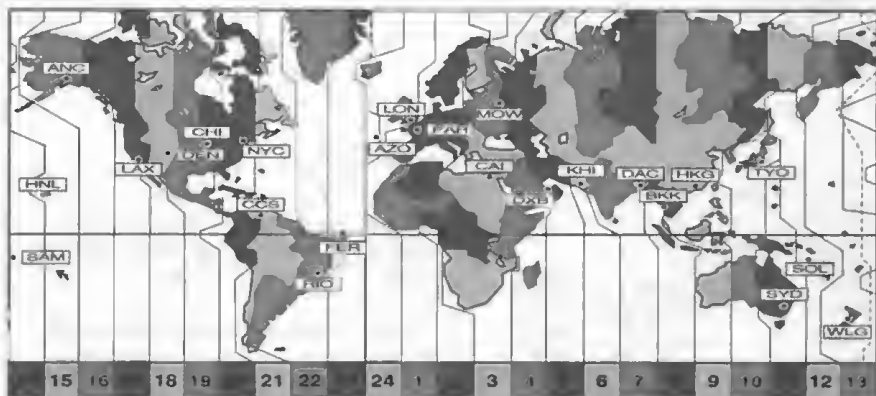 ANC
LON
MOW
CHI
PAR
DEN
NYC
AZO
LAX
CAI
KHI
DAC
HKG
TYO
HNL
CCS
DXB
BKK
FLR
SAM
RIO
SOL
SYD
WLG
15 16 18 19 21 22 24 1 3 4 6 7 9 10 12 13